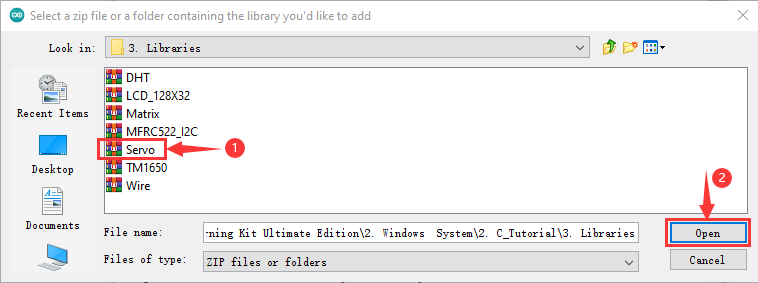 Select a zip file or a folder containing the library you'd like to add
Look in: 3. Libraries
DHT
LCD_128X32
Matrix
MFRC522_I2C
Servo 1
TM1650
Wire
Recent Items
Desktop
Documents
2
File name: rning Kit Ultimate Edition\2. Windows System\2. C_Tutorial\3. Libraries Open
Files of type: ZIP files or folders Cancel